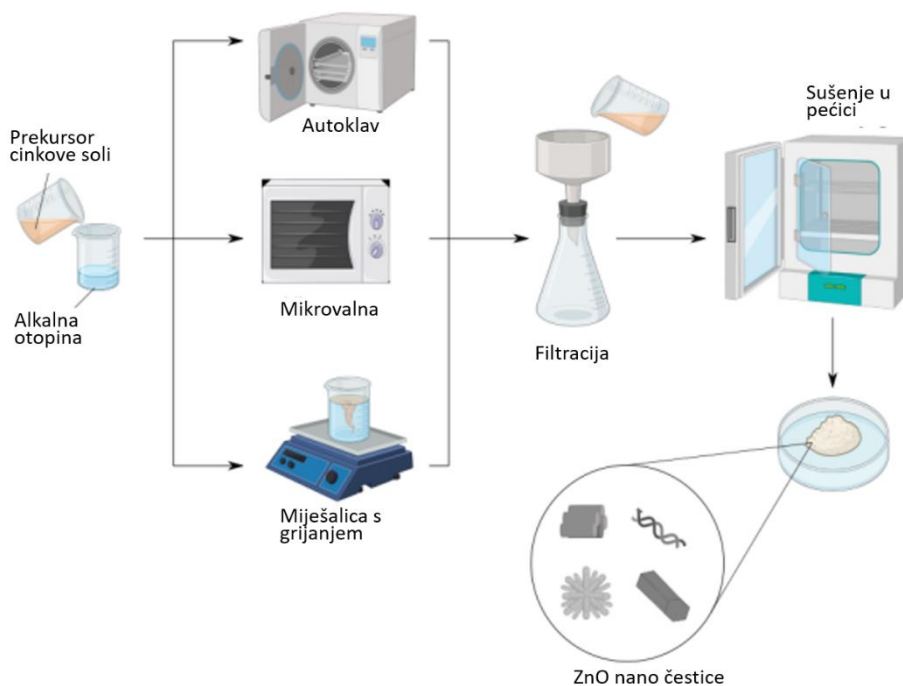 Prekursor
cinkove soli
Alkalna
otopina
Autoklav
Mikrovalna
Miješalica s
grijanjem
Filtracija
Sušenje u
pećici
ZnO nano čestice